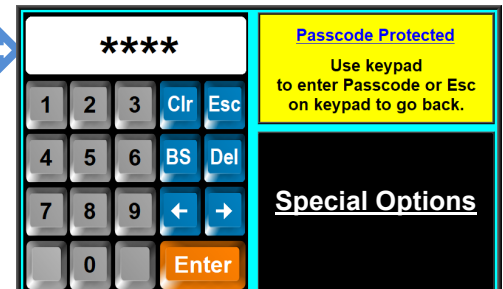 ****
1 2 3 Clr Esc
4 5 6 BS Del
7 8 9 ← →
0 Enter
Passcode Protected
Use keypad
to enter Passcode or Esc
on keypad to go back.
Special Options